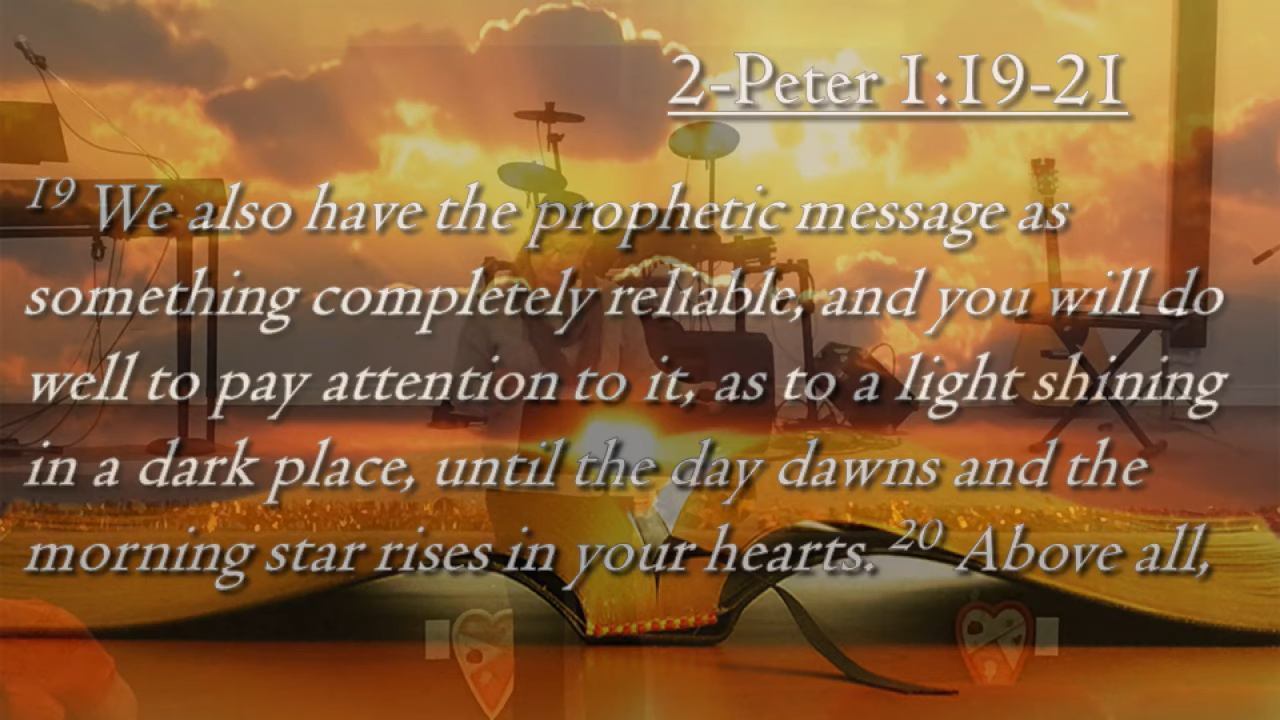 2-Peter 1:19-21
19 We also have the prophetic message as
something completely reliable, and you will do
well to pay attention to it, as to a light shining
in a dark place, until the day dawns and the
morning star rises in your hearts. 20 Above all,